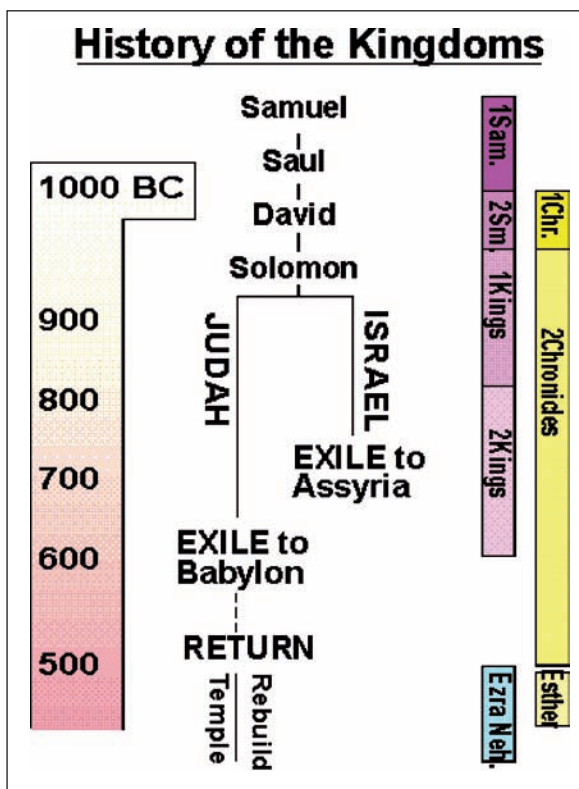 History of the Kingdoms
Samuel
Saul
David
Solomon
1000 BC
900
800
700
600
500
JUDAH
ISRAEL
EXILE to
Assyria
EXILE to
Babylon
RETURN
Temple
Rebuild
1Sam.
2Sm.
1Kings
2Kings
Ezra Neh.
1Chr.
2Chronicles
Esther